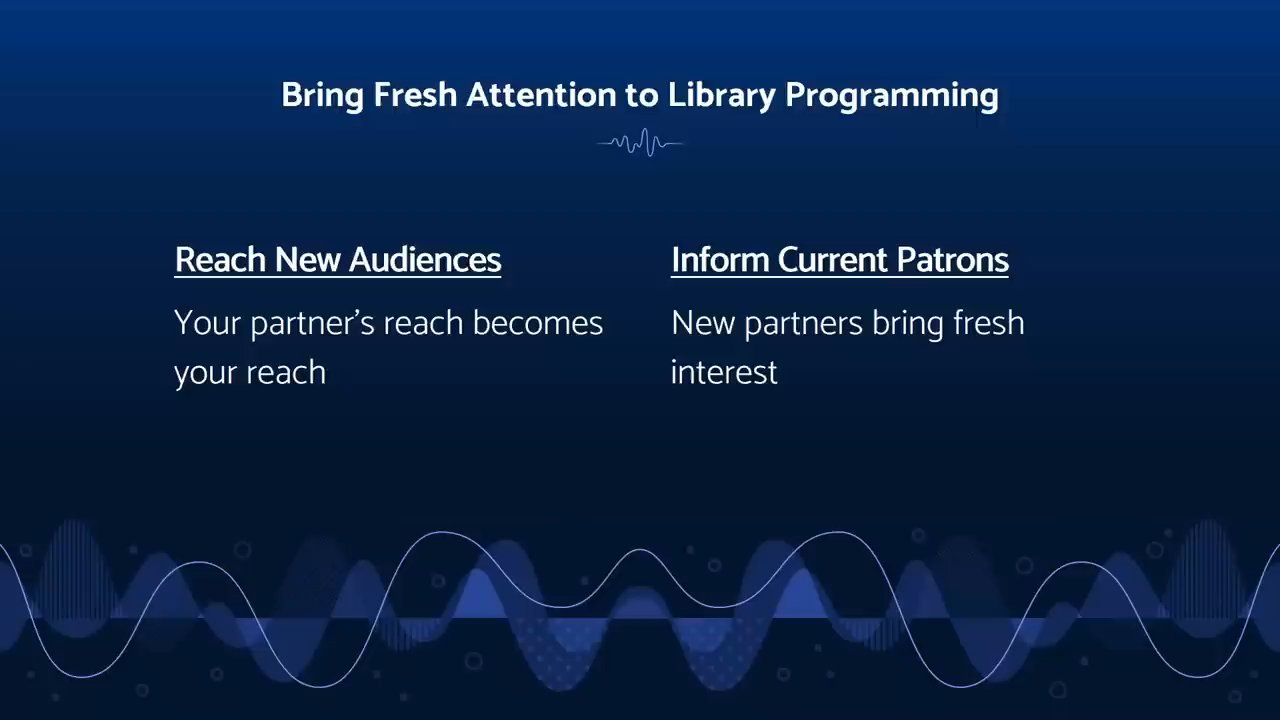 Bring Fresh Attention to Library Programming
Reach New Audiences
Your partner’s reach becomes
your reach
Inform Current Patrons
New partners bring fresh
interest